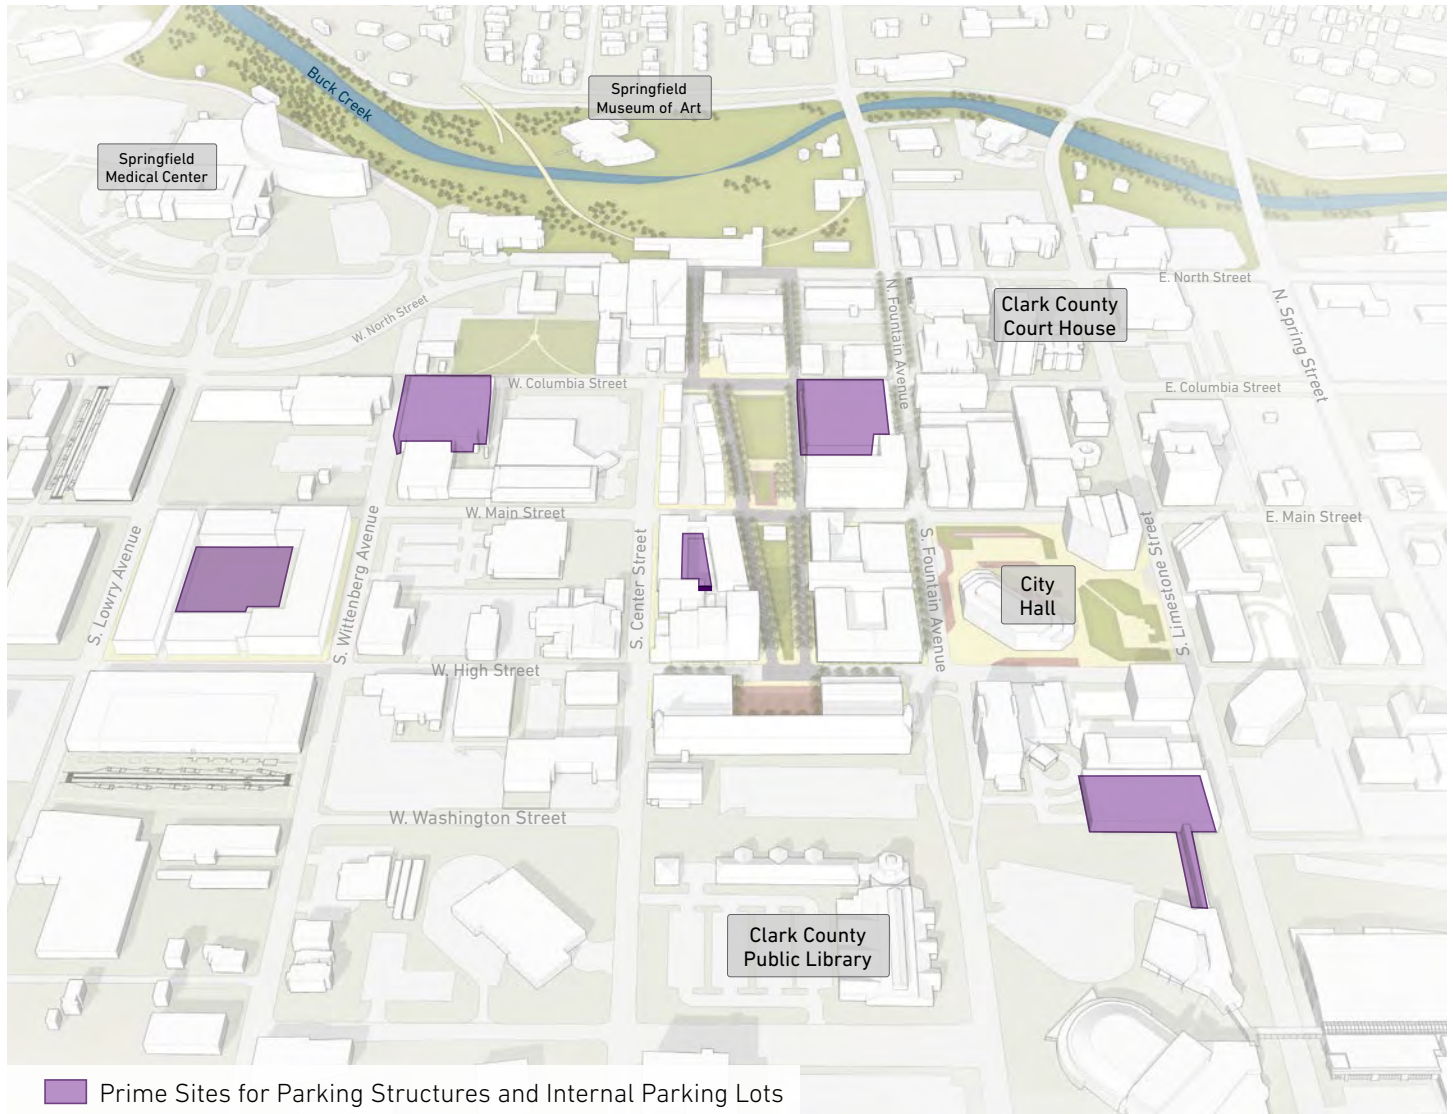 Buck Creek
Springfield
Museum of Art
Springfield
Medical Center
E. North Street
W. North Street
N. Fountain Avenue
Clark County
Court House
N. Spring Street
W. Columbia Street
E. Columbia Street
W. Main Street
E. Main Street
S. Lowry Avenue
S. Wittenberg Avenue
S. Center Street
S. Fountain Avenue
City
Hall
S. Limestone Street
W. High Street
W. Washington Street
Clark County
Public Library
Prime Sites for Parking Structures and Internal Parking Lots